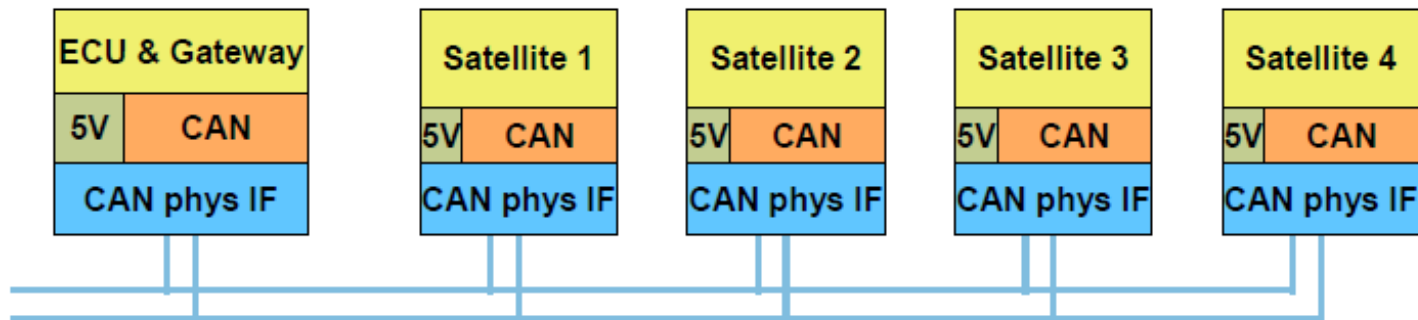 ECU & Gateway
5V CAN
CAN phys IF
Satellite 1
5V CAN
CAN phys IF
Satellite 2
5V CAN
CAN phys IF
Satellite 3
5V CAN
CAN phys IF
Satellite 4
5V CAN
CAN phys IF